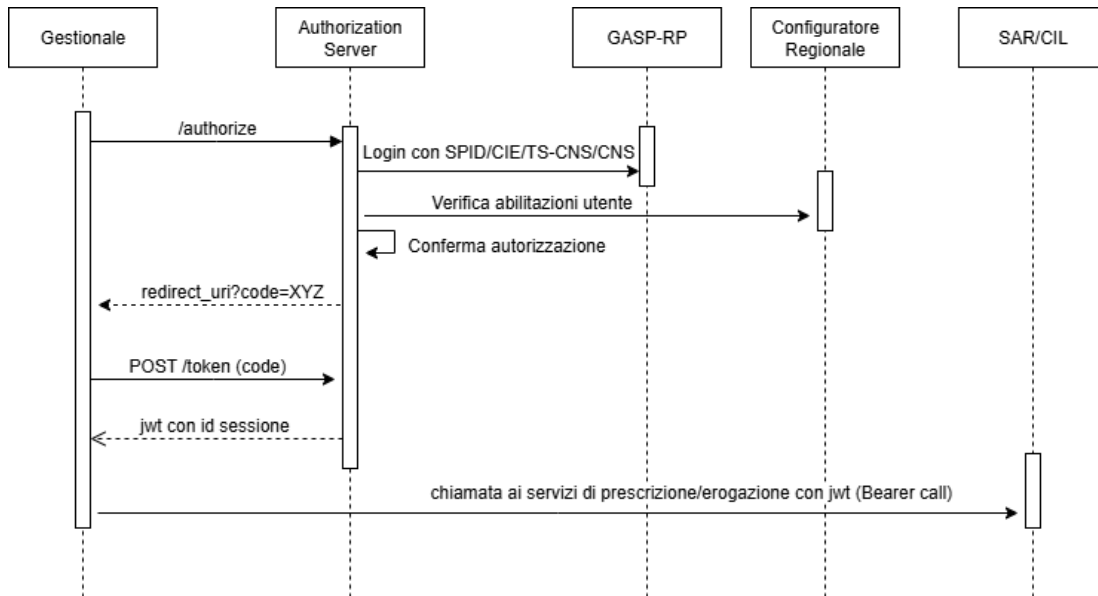 Gestionale
Authorization
Server
GASP-RP
Configuratore
Regionale
SAR/CIL
/authorize
Login con SPID/CIE/TS-CNS/CNS
Verifica abilitazioni utente
Conferma autorizzazione
redirect_uri?code=XYZ
POST /token (code)
jwt con id sessione
chiamata ai servizi di prescrizione/erogazione con jwt (Bearer call)